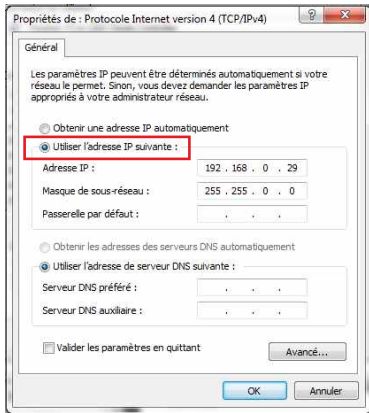 Propriétés de : Protocole Internet version 4 (TCP/IPv4)
Général
Les paramètres IP peuvent être déterminés automatiquement si votre
réseau le permet. Sinon, vous devez demander les paramètres IP
appropriés à votre administrateur réseau.
Obtenir une adresse IP automatiquement
Utiliser l'adresse IP suivante :
Adresse IP : 192 . 168 . 0 . 29
Masque de sous-réseau : 255 . 255 . 0 . 0
Passerelle par défaut : . . .
Obtenir les adresses des serveurs DNS automatiquement
Utiliser l'adresse de serveur DNS suivante :
Serveur DNS préféré : . . .
Serveur DNS auxiliaire : . . .
Valider les paramètres en quittant
Avancé...
OK Annuler